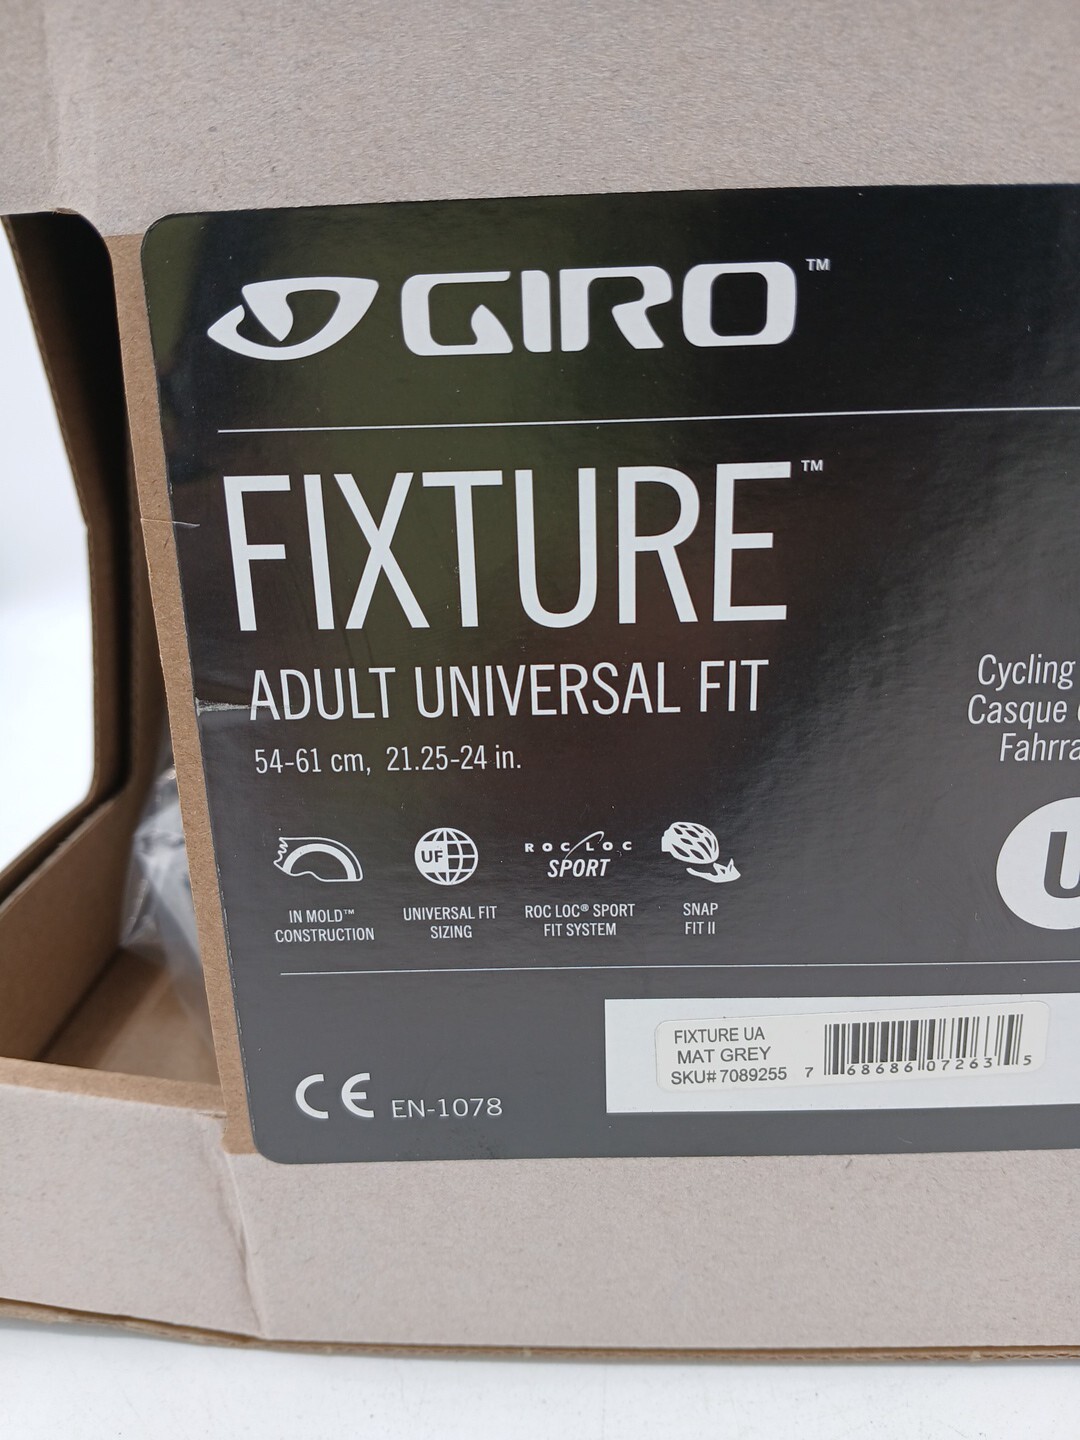 GIRO™
FIXTURE™
ADULT UNIVERSAL FIT
54-61 cm, 21.25-24 in.
Cycling
Casque
UF
ROC LOC
SPORT
IN MOLD™
CONSTRUCTION
UNIVERSAL FIT
SIZING
ROC LOC® SPORT
FIT SYSTEM
SNAP
FIT II
U
FIXTURE UA
MAT GREY
SKU# 7089255
7 68686 07263 5
CE EN-1078